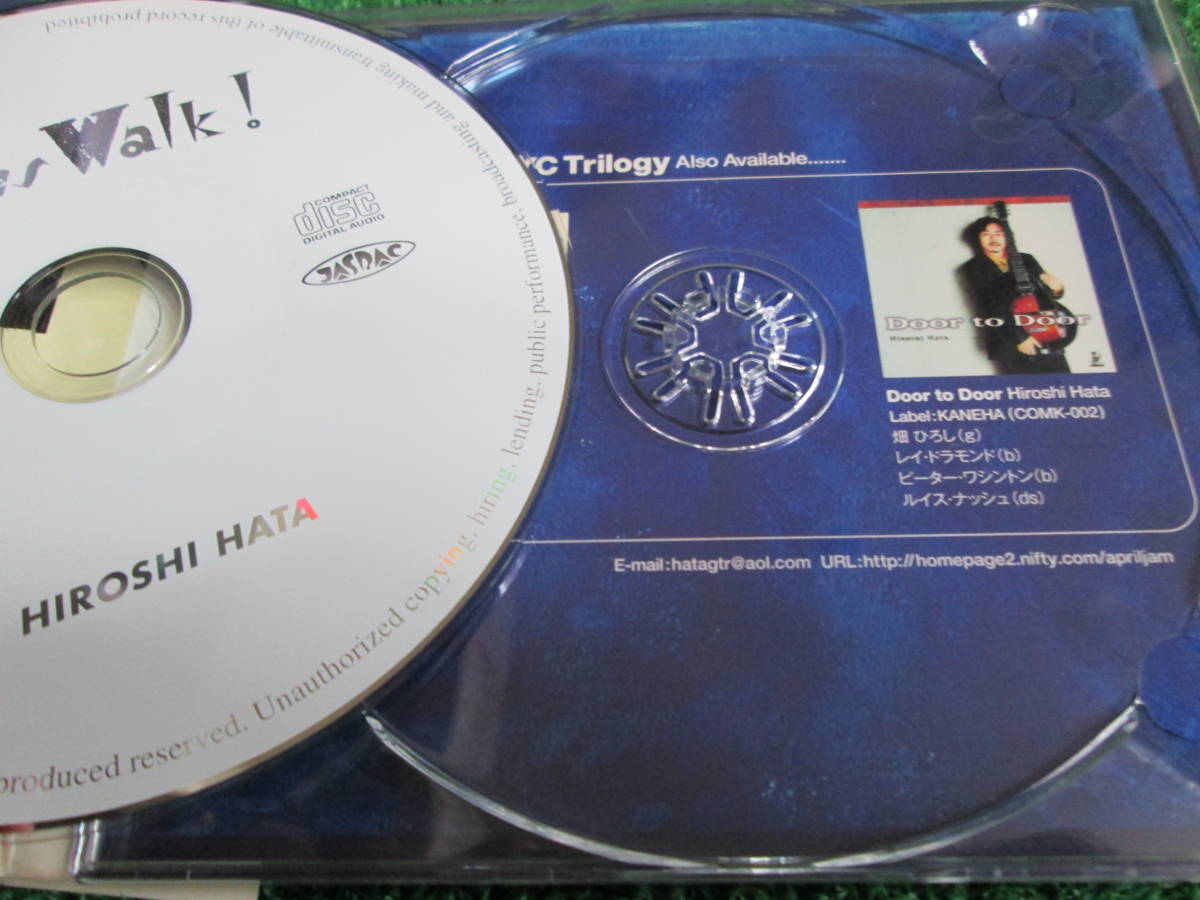 Walk!
COMPACT
disc
DIGITAL AUDIO
JASRAC
HIROSHI HATA
produced reserved. Unauthorized copying, hiring, lending, public performance, broadcasting and making transmittable of this record prohibited.
Trilogy Also Available.......
Door to Door
HIROSHI HATA
Door to Door Hiroshi Hata
Label:KANEHA (COMK-002)
畑 ひろし(g)
レイ・ドラモンド(b)
ピーター・ワシントン(b)
ルイス・ナッシュ(ds)
E-mail:hatagtr@aol.com URL:http://homepage2.nifty.com/apriljam